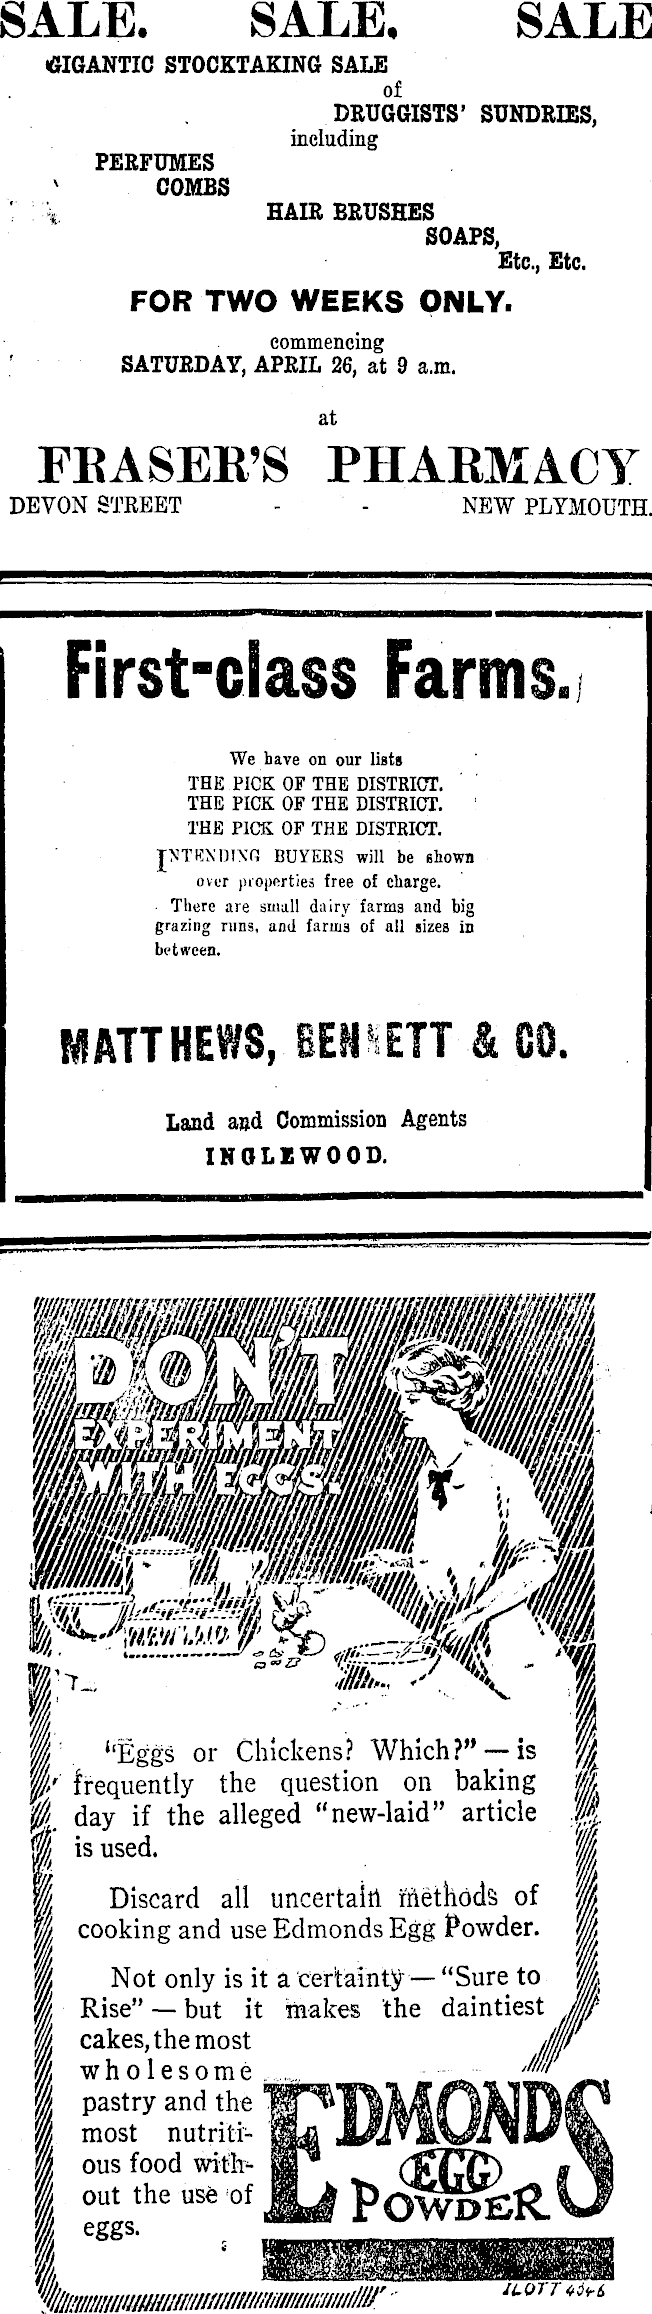 SALE. SALE. SALE
GIGANTIC STOCKTAKING SALE
of
DRUGGISTS' SUNDRIES,
including
PERFUMES
COMBS
HAIR BRUSHES
SOAPS,
Etc., Etc.
FOR TWO WEEKS ONLY.
commencing
SATURDAY, APRIL 26, at 9 a.m.
at
FRASER'S PHARMACY
DEVON STREET - - NEW PLYMOUTH.
First-class Farms.
We have on our lists
THE PICK OF THE DISTRICT.
THE PICK OF THE DISTRICT.
THE PICK OF THE DISTRICT.
INTENDING BUYERS will be shown
over properties free of charge.
There are small dairy farms and big
grazing runs, and farms of all sizes in
between.
MATTHEWS, BENNETT & CO.
Land and Commission Agents
INGLEWOOD.
DON'T
EXPERIMENT
WITH EGGS.
NEW LAID
"Eggs or Chickens? Which?" — is
frequently the question on baking
day if the alleged "new-laid" article
is used.
Discard all uncertain methods of
cooking and use Edmonds Egg Powder.
Not only is it a certainty — "Sure to
Rise" — but it makes the daintiest
cakes, the most
wholesome
pastry and the
most nutriti-
ous food with-
out the use of
eggs.
EDMONDS
EGG
POWDER
ILOTT 4346